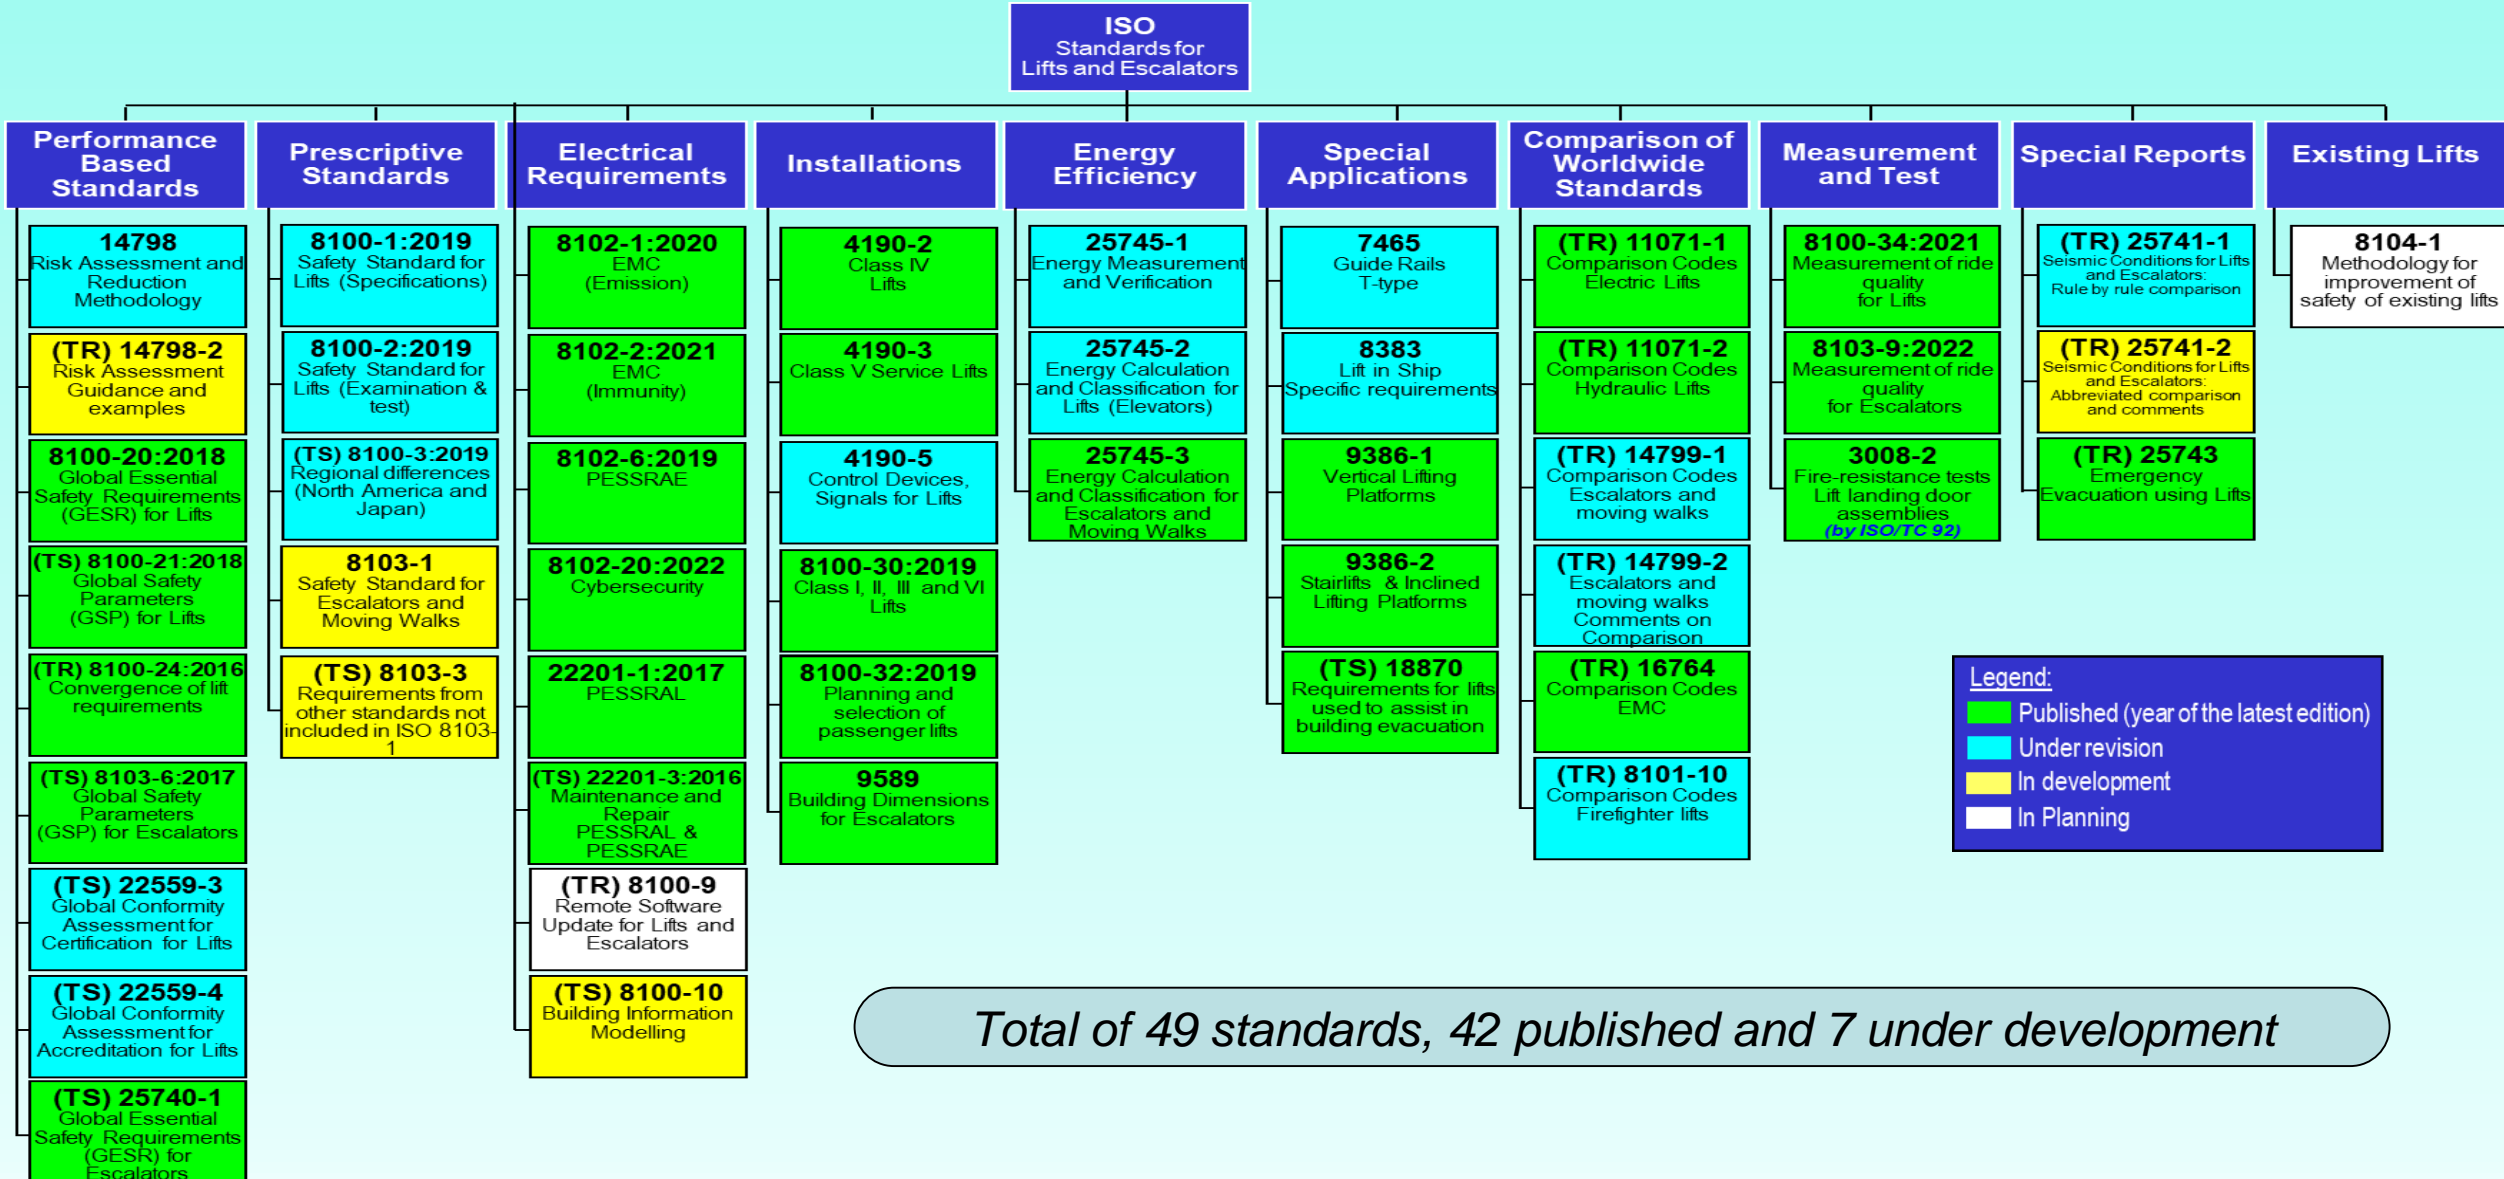 ISO
Standards for
Lifts and Escalators
Performance
Based
Standards
14798
Risk Assessment and
Reduction
Methodology
(TR) 14798-2
Risk Assessment
Guidance and
examples
8100-20:2018
Global Essential
Safety Requirements
(GESR) for Lifts
(TS) 8100-21:2018
Global Safety
Parameters
(GSP) for Lifts
(TR) 8100-24:2016
Convergence of lift
requirements
(TS) 8103-6:2017
Global Safety
Parameters
(GSP) for Escalators
(TS) 22559-3
Global Conformity
Assessment for
Certification for Lifts
(TS) 22559-4
Global Conformity
Assessment for
Accreditation for Lifts
(TS) 25740-1
Global Essential
Safety Requirements
(GESR) for
Escalators
Prescriptive
Standards
8100-1:2019
Safety Standard for
Lifts (Specifications)
8100-2:2019
Safety Standard for
Lifts (Examination &
test)
(TS) 8100-3:2019
Regional differences
(North America and
Japan)
8103-1
Safety Standard for
Escalators and
Moving Walks
(TS) 8103-3
Requirements from
other standards not
included in ISO 8103-
1
Electrical
Requirements
8102-1:2020
EMC
(Emission)
8102-2:2021
EMC
(Immunity)
8102-6:2019
PESSRAE
8102-20:2022
Cybersecurity
22201-1:2017
PESSRAL
(TS) 22201-3:2016
Maintenance and
Repair
PESSRAL &
PESSRAE
(TR) 8100-9
Remote Software
Update for Lifts and
Escalators
(TS) 8100-10
Building Information
Modelling
Installations
4190-2
Class IV
Lifts
4190-3
Class V Service Lifts
4190-5
Control Devices,
Signals for Lifts
8100-30:2019
Class I, II, III and VI
Lifts
8100-32:2019
Planning and
selection of
passenger lifts
9589
Building Dimensions
for Escalators
Energy
Efficiency
25745-1
Energy Measurement
and Verification
25745-2
Energy Calculation
and Classification for
Lifts (Elevators)
25745-3
Energy Calculation
and Classification for
Escalators and
Moving Walks
Special
Applications
7465
Guide Rails
T-type
8383
Lift in Ship
Specific requirements
9386-1
Vertical Lifting
Platforms
9386-2
Stairlifts & Inclined
Lifting Platforms
(TS) 18870
Requirements for lifts
used to assist in
building evacuation
Comparison of
Worldwide
Standards
(TR) 11071-1
Comparison Codes
Electric Lifts
(TR) 11071-2
Comparison Codes
Hydraulic Lifts
(TR) 14799-1
Comparison Codes
Escalators and
moving walks
(TR) 14799-2
Escalators and
moving walks
Comments on
Comparison
(TR) 16764
Comparison Codes
EMC
(TR) 8101-10
Comparison Codes
Firefighter lifts
Measurement
and Test
8100-34:2021
Measurement of ride
quality
for Lifts
8103-9:2022
Measurement of ride
quality
for Escalators
3008-2
Fire-resistance tests
Lift landing door
assemblies
(by ISO/TC 92)
Special Reports
(TR) 25741-1
Seismic Conditions for Lifts
and Escalators:
Rule by rule comparison
(TR) 25741-2
Seismic Conditions for Lifts
and Escalators:
Abbreviated comparison
and comments
(TR) 25743
Emergency
Evacuation using Lifts
Existing Lifts
8104-1
Methodology for
improvement of
safety of existing lifts
Legend:
Published (year of the latest edition)
Under revision
In development
In Planning
Total of 49 standards, 42 published and 7 under development